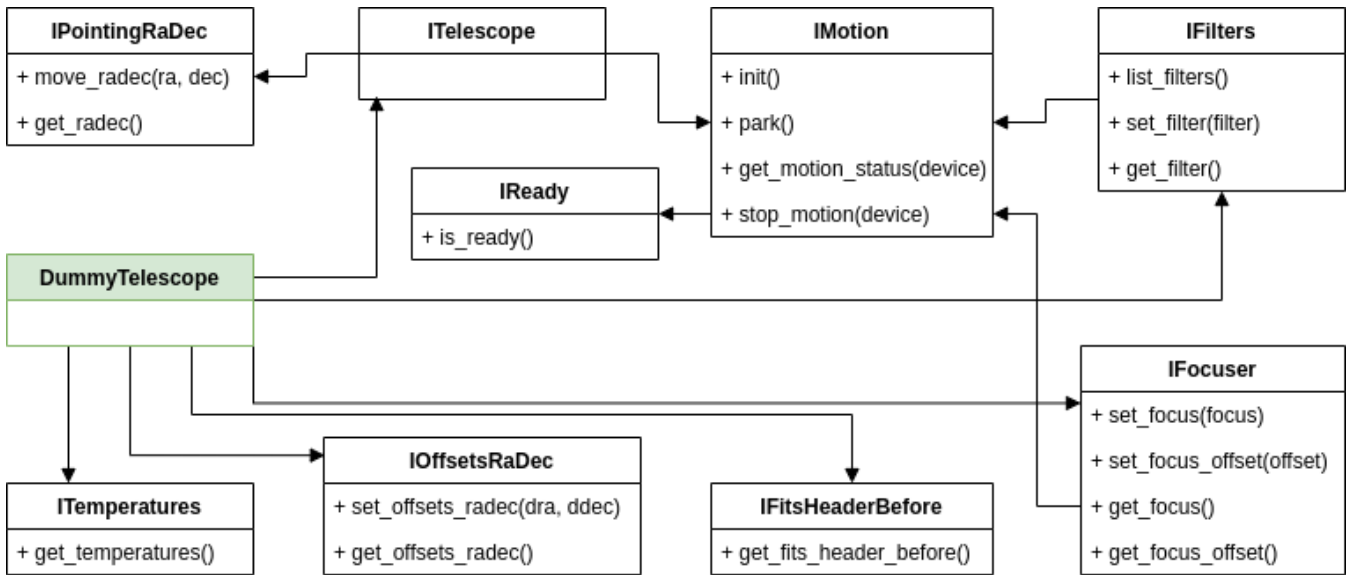 IPointingRaDec
+ move_radec(ra, dec)
+ get_radec()
ITelescope
IMotion
+ init()
+ park()
+ get_motion_status(device)
+ stop_motion(device)
IFilters
+ list_filters()
+ set_filter(filter)
+ get_filter()
IReady
+ is_ready()
DummyTelescope
IFocuser
+ set_focus(focus)
+ set_focus_offset(offset)
+ get_focus()
+ get_focus_offset()
ITemperatures
+ get_temperatures()
IOffsetsRaDec
+ set_offsets_radec(dra, ddec)
+ get_offsets_radec()
IFitsHeaderBefore
+ get_fits_header_before()